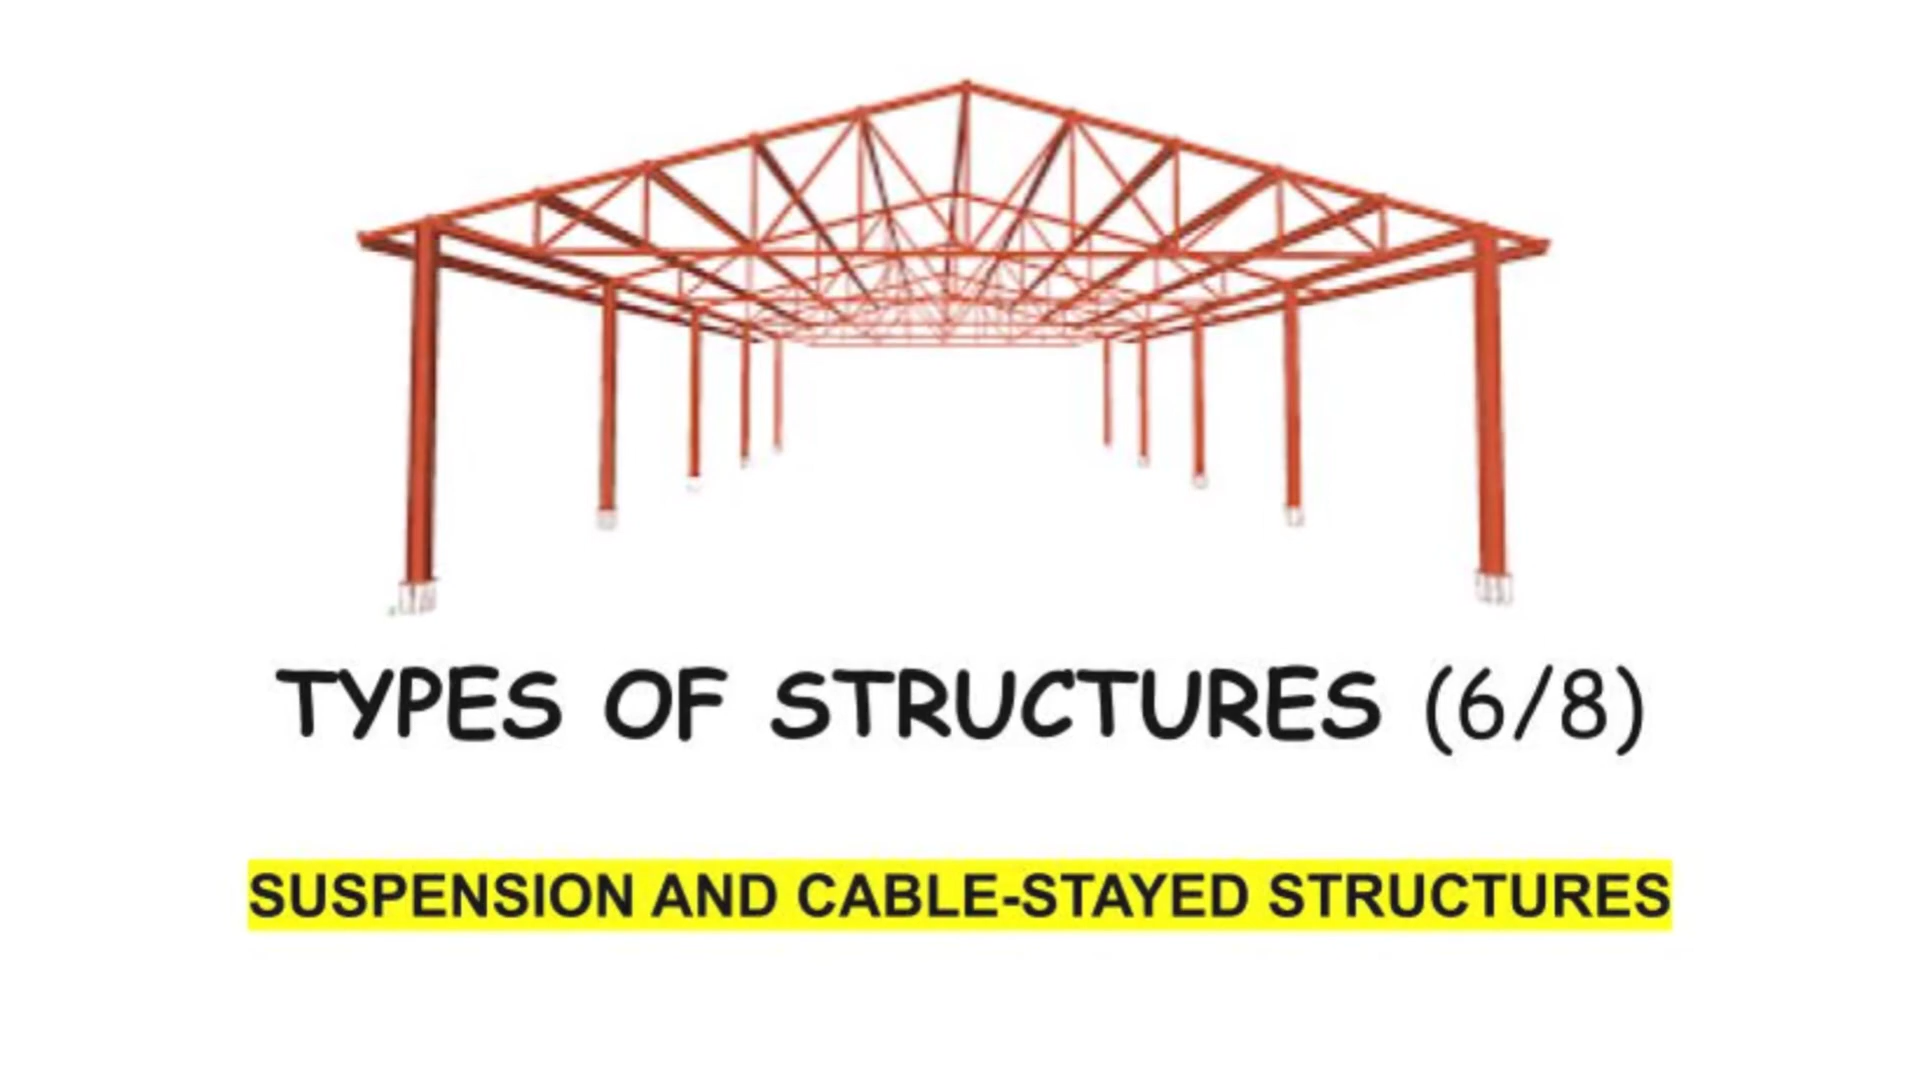 TYPES OF STRUCTURES (6/8)
SUSPENSION AND CABLE-STAYED STRUCTURES